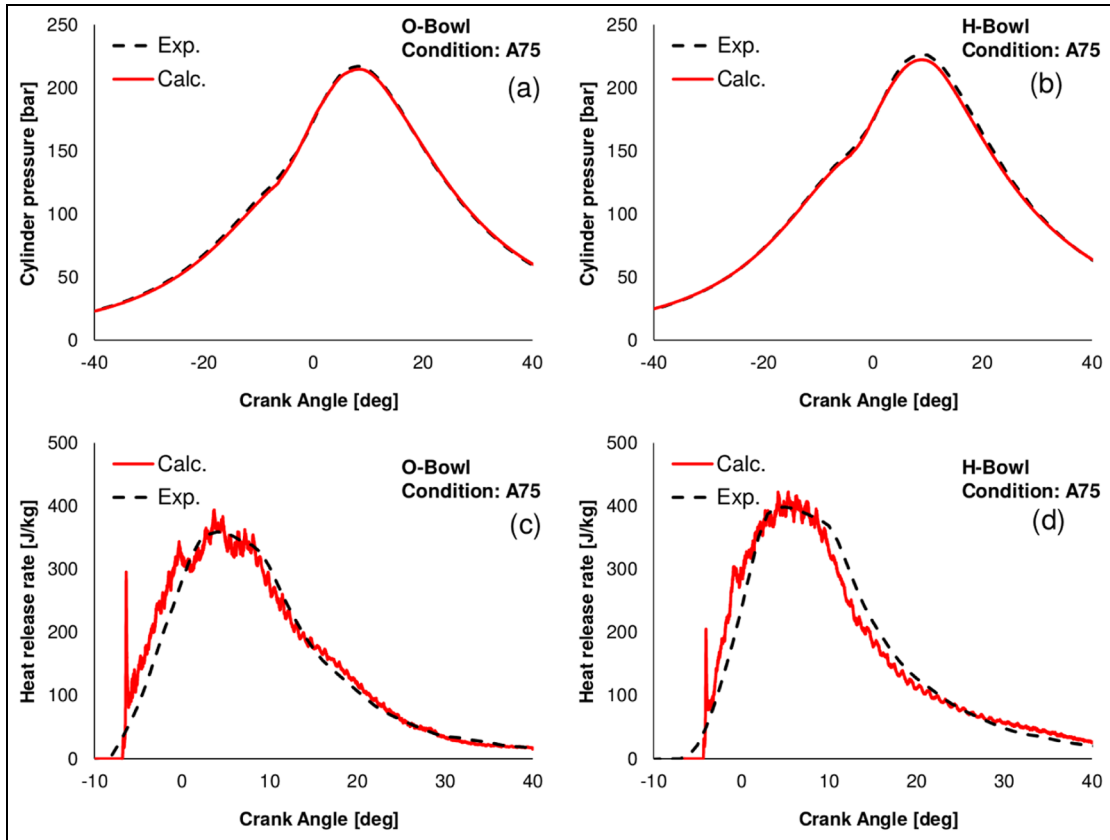 250
200
150
100
50
0
Cylinder pressure [bar]
Exp.
Calc.
O-Bowl
Condition: A75
(a)
-40
-20
0
20
40
Crank Angle [deg]
250
200
150
100
50
0
Cylinder pressure [bar]
Exp.
Calc.
H-Bowl
Condition: A75
(b)
-40
-20
0
20
40
Crank Angle [deg]
500
400
300
200
100
0
Heat release rate [J/kg]
Calc.
Exp.
O-Bowl
Condition: A75
(c)
-10
0
10
20
30
40
Crank Angle [deg]
500
400
300
200
100
0
Heat release rate [J/kg]
Calc.
Exp.
H-Bowl
Condition: A75
(d)
-10
0
10
20
30
40
Crank Angle [deg]